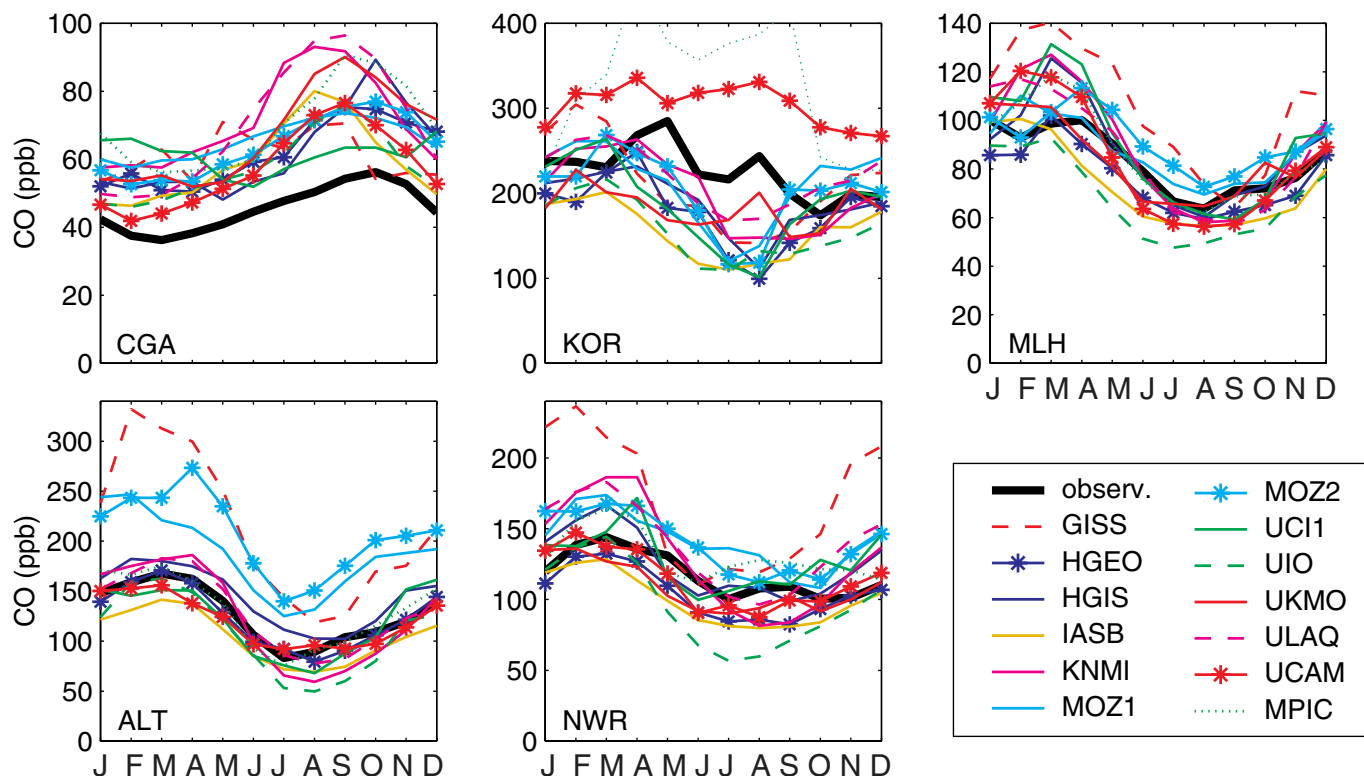 CO (ppb)
100
80
60
40
20
0
CGA
400
300
200
100
0
KOR
140
120
100
80
60
40
20
0
MLH
J F M A M J J A S O N D
CO (ppb)
300
250
200
150
100
50
0
ALT
J F M A M J J A S O N D
200
150
100
50
0
NWR
J F M A M J J A S O N D
observ.
GISS
HGEO
HGIS
IASB
KNMI
MOZ1
MOZ2
UCI1
UIO
UKMO
ULAQ
UCAM
MPIC